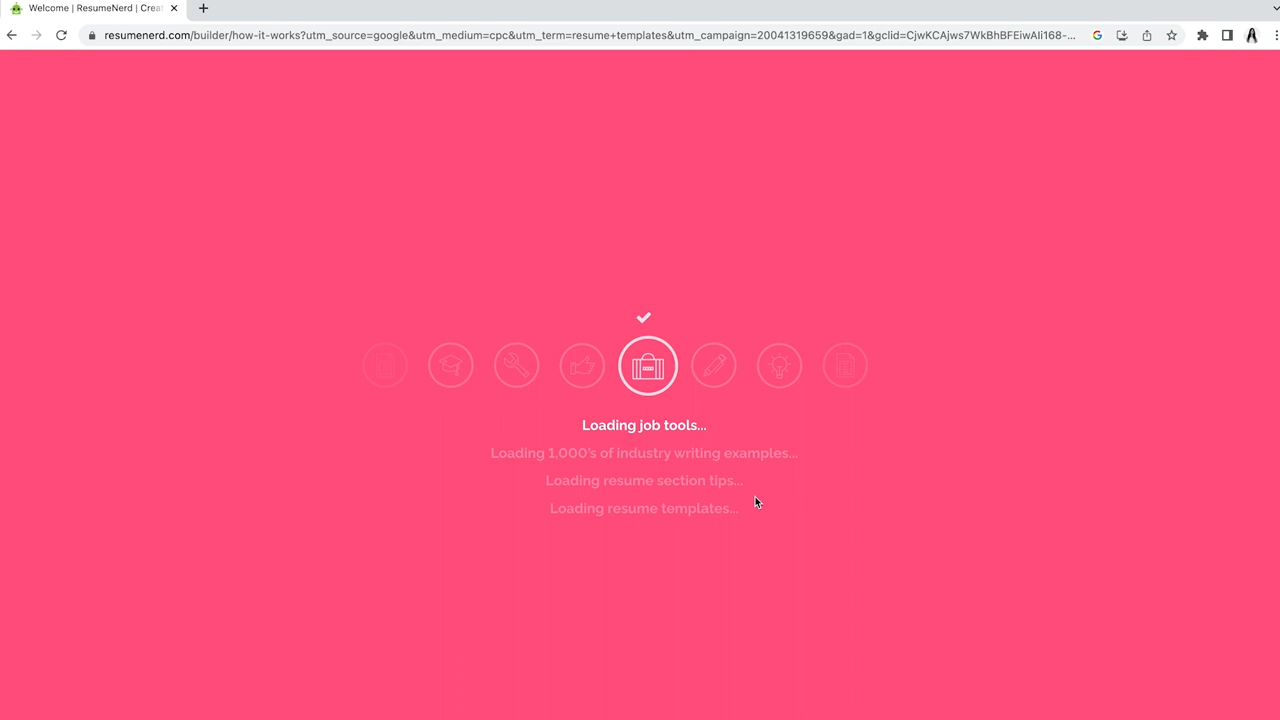 Welcome | ResumeNerd | Creat
resumenerd.com/builder/how-it-works?utm_source=google&utm_medium=cpc&utm_term=resume+templates&utm_campaign=20041319659&gad=1&gclid=CjwKCAjws7WkBhBFEiwAIi168-...
Loading job tools...
Loading 1,000's of industry writing examples...
Loading resume section tips...
Loading resume templates...